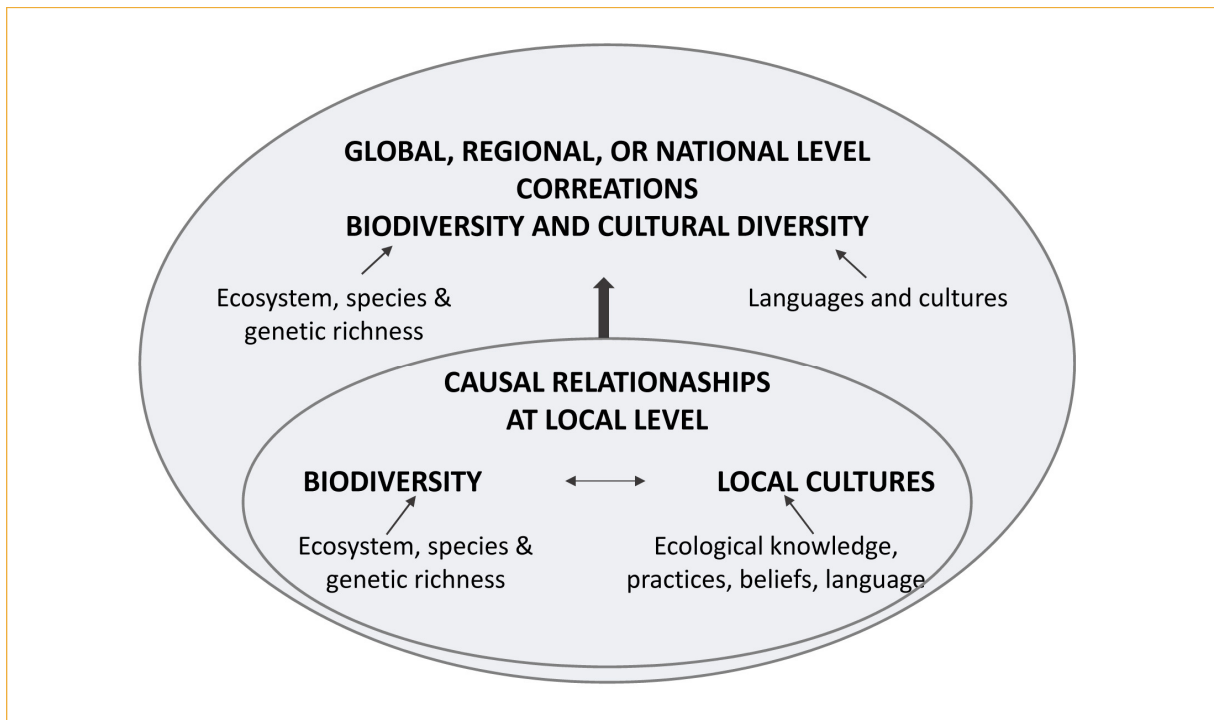 GLOBAL, REGIONAL, OR NATIONAL LEVEL
CORREATIONS
BIODIVERSITY AND CULTURAL DIVERSITY
Ecosystem, species &
genetic richness
Languages and cultures
CAUSAL RELATIONASHIPS
AT LOCAL LEVEL
BIODIVERSITY
LOCAL CULTURES
Ecosystem, species &
genetic richness
Ecological knowledge,
practices, beliefs, language